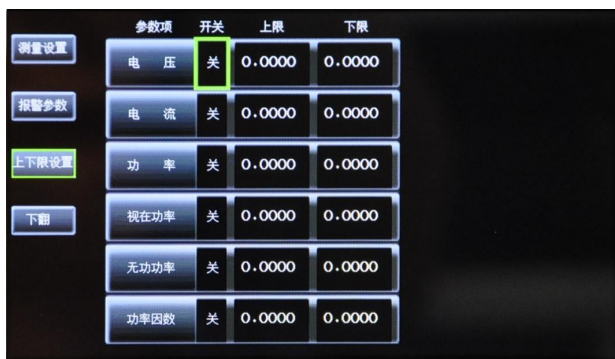 参数项 开关 上限 下限
测量设置
电 压 关 0.0000 0.0000
报警参数
电 流 关 0.0000 0.0000
上下限设置
功 率 关 0.0000 0.0000
下翻
视在功率 关 0.0000 0.0000
无功功率 关 0.0000 0.0000
功率因数 关 0.0000 0.0000